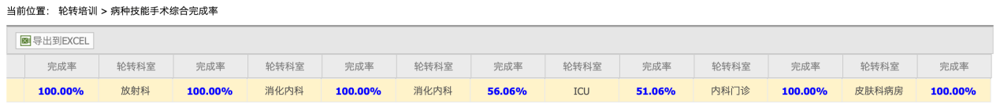 当前位置： 轮转培训 > 病种技能手术综合完成率
导出到EXCEL
完成率 轮转科室 完成率 轮转科室 完成率 轮转科室 完成率 轮转科室 完成率 轮转科室 完成率 轮转科室 完成率
100.00% 放射科 100.00% 消化内科 100.00% 消化内科 56.06% ICU 51.06% 内科门诊 100.00% 皮肤科病房 100.00%